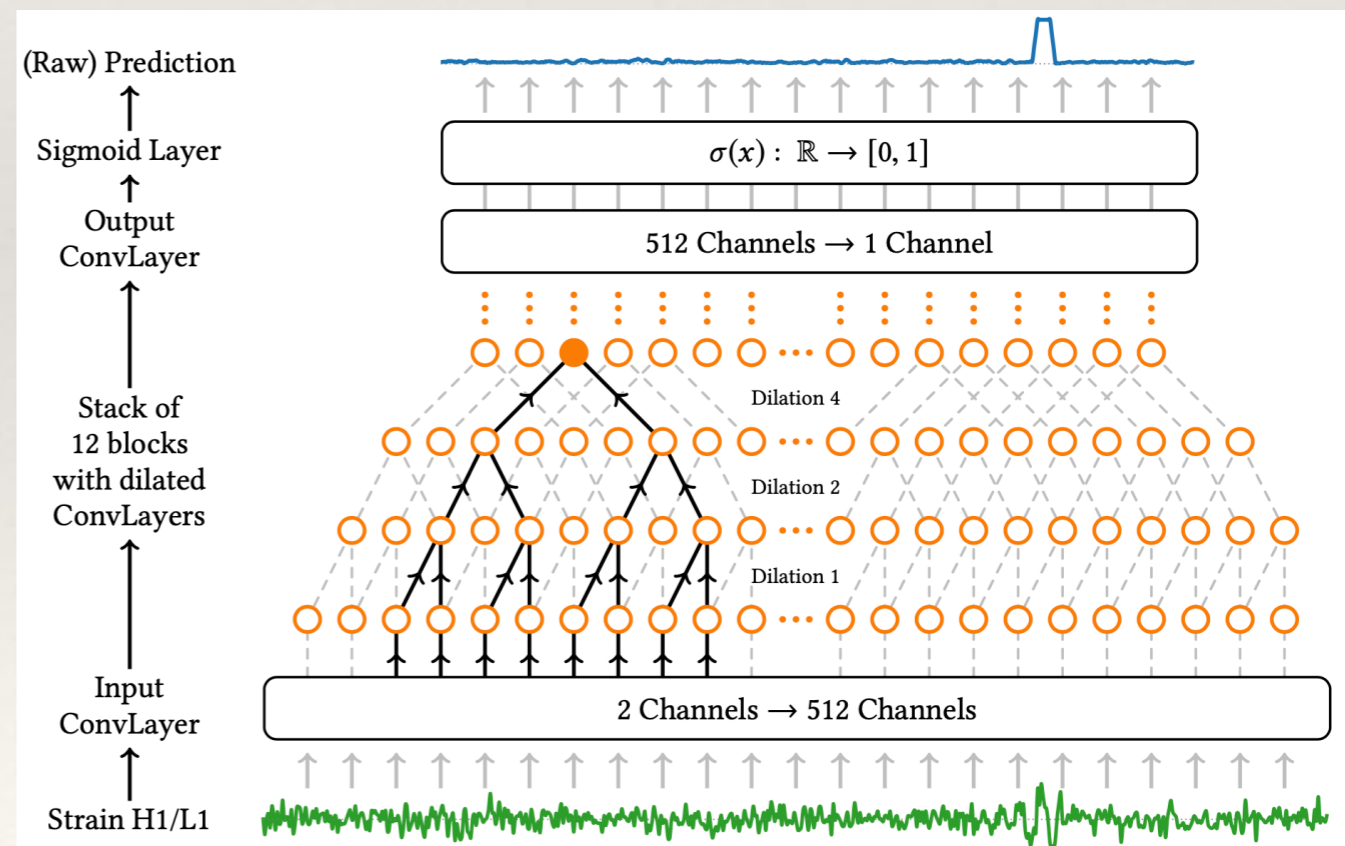 (Raw) Prediction
Sigmoid Layer
σ(x) : ℝ → [0, 1]
Output
ConvLayer
512 Channels → 1 Channel
Dilation 4
Stack of
12 blocks
with dilated
ConvLayers
Dilation 2
Dilation 1
Input
ConvLayer
2 Channels → 512 Channels
Strain H1/L1